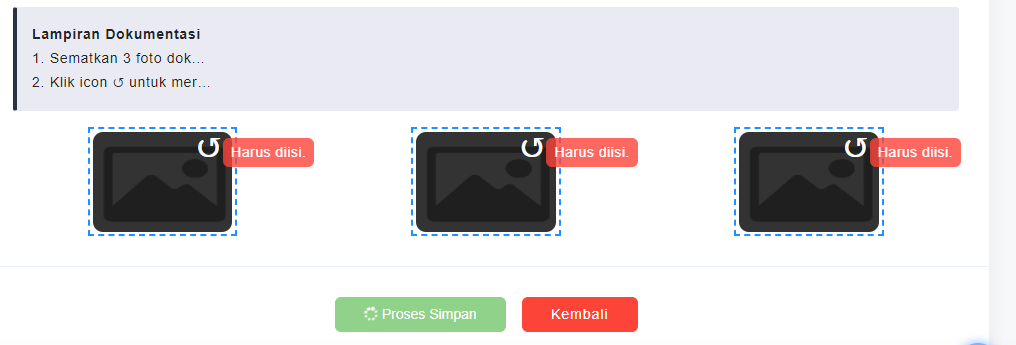 Lampiran Dokumentasi
1. Sematkan 3 foto dok...
2. Klik icon ↺ untuk mer...
Harus diisi. Harus diisi. Harus diisi.
Proses Simpan Kembali